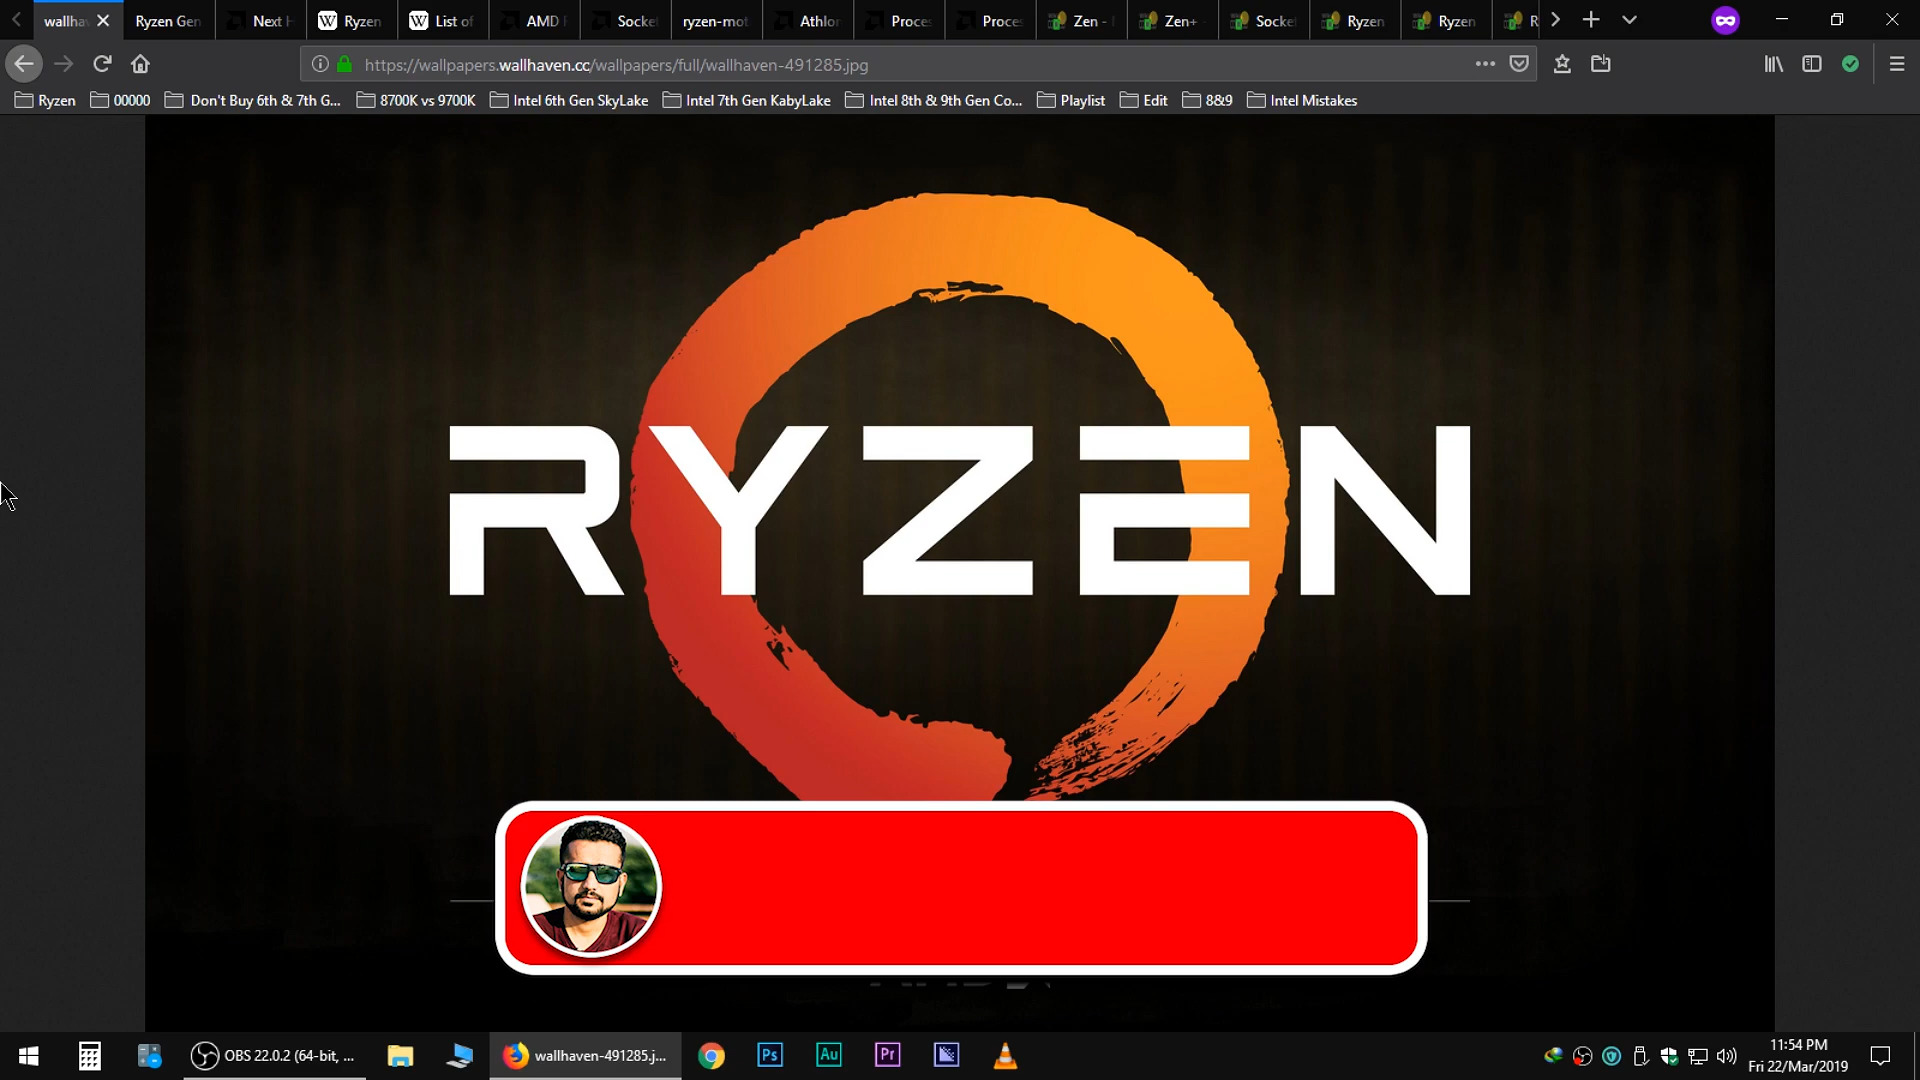 wallha
Ryzen Gen
Next H
W Ryzen
W List of
AMD
Socke
ryzen-mot
Athlor
Proces
Proces
Zen -
Zen+
Socke
Ryzen
Ryzen
R
https://wallpapers.wallhaven.cc/wallpapers/full/wallhaven-491285.jpg
Ryzen
00000
Don't Buy 6th & 7th G...
8700K vs 9700K
Intel 6th Gen SkyLake
Intel 7th Gen KabyLake
Intel 8th & 9th Gen Co...
Playlist
Edit
8&9
Intel Mistakes
RYZEN
OBS 22.0.2 (64-bit, ...
wallhaven-491285.j...
Ps
Au
Pr
11:54 PM
Fri 22/Mar/2019